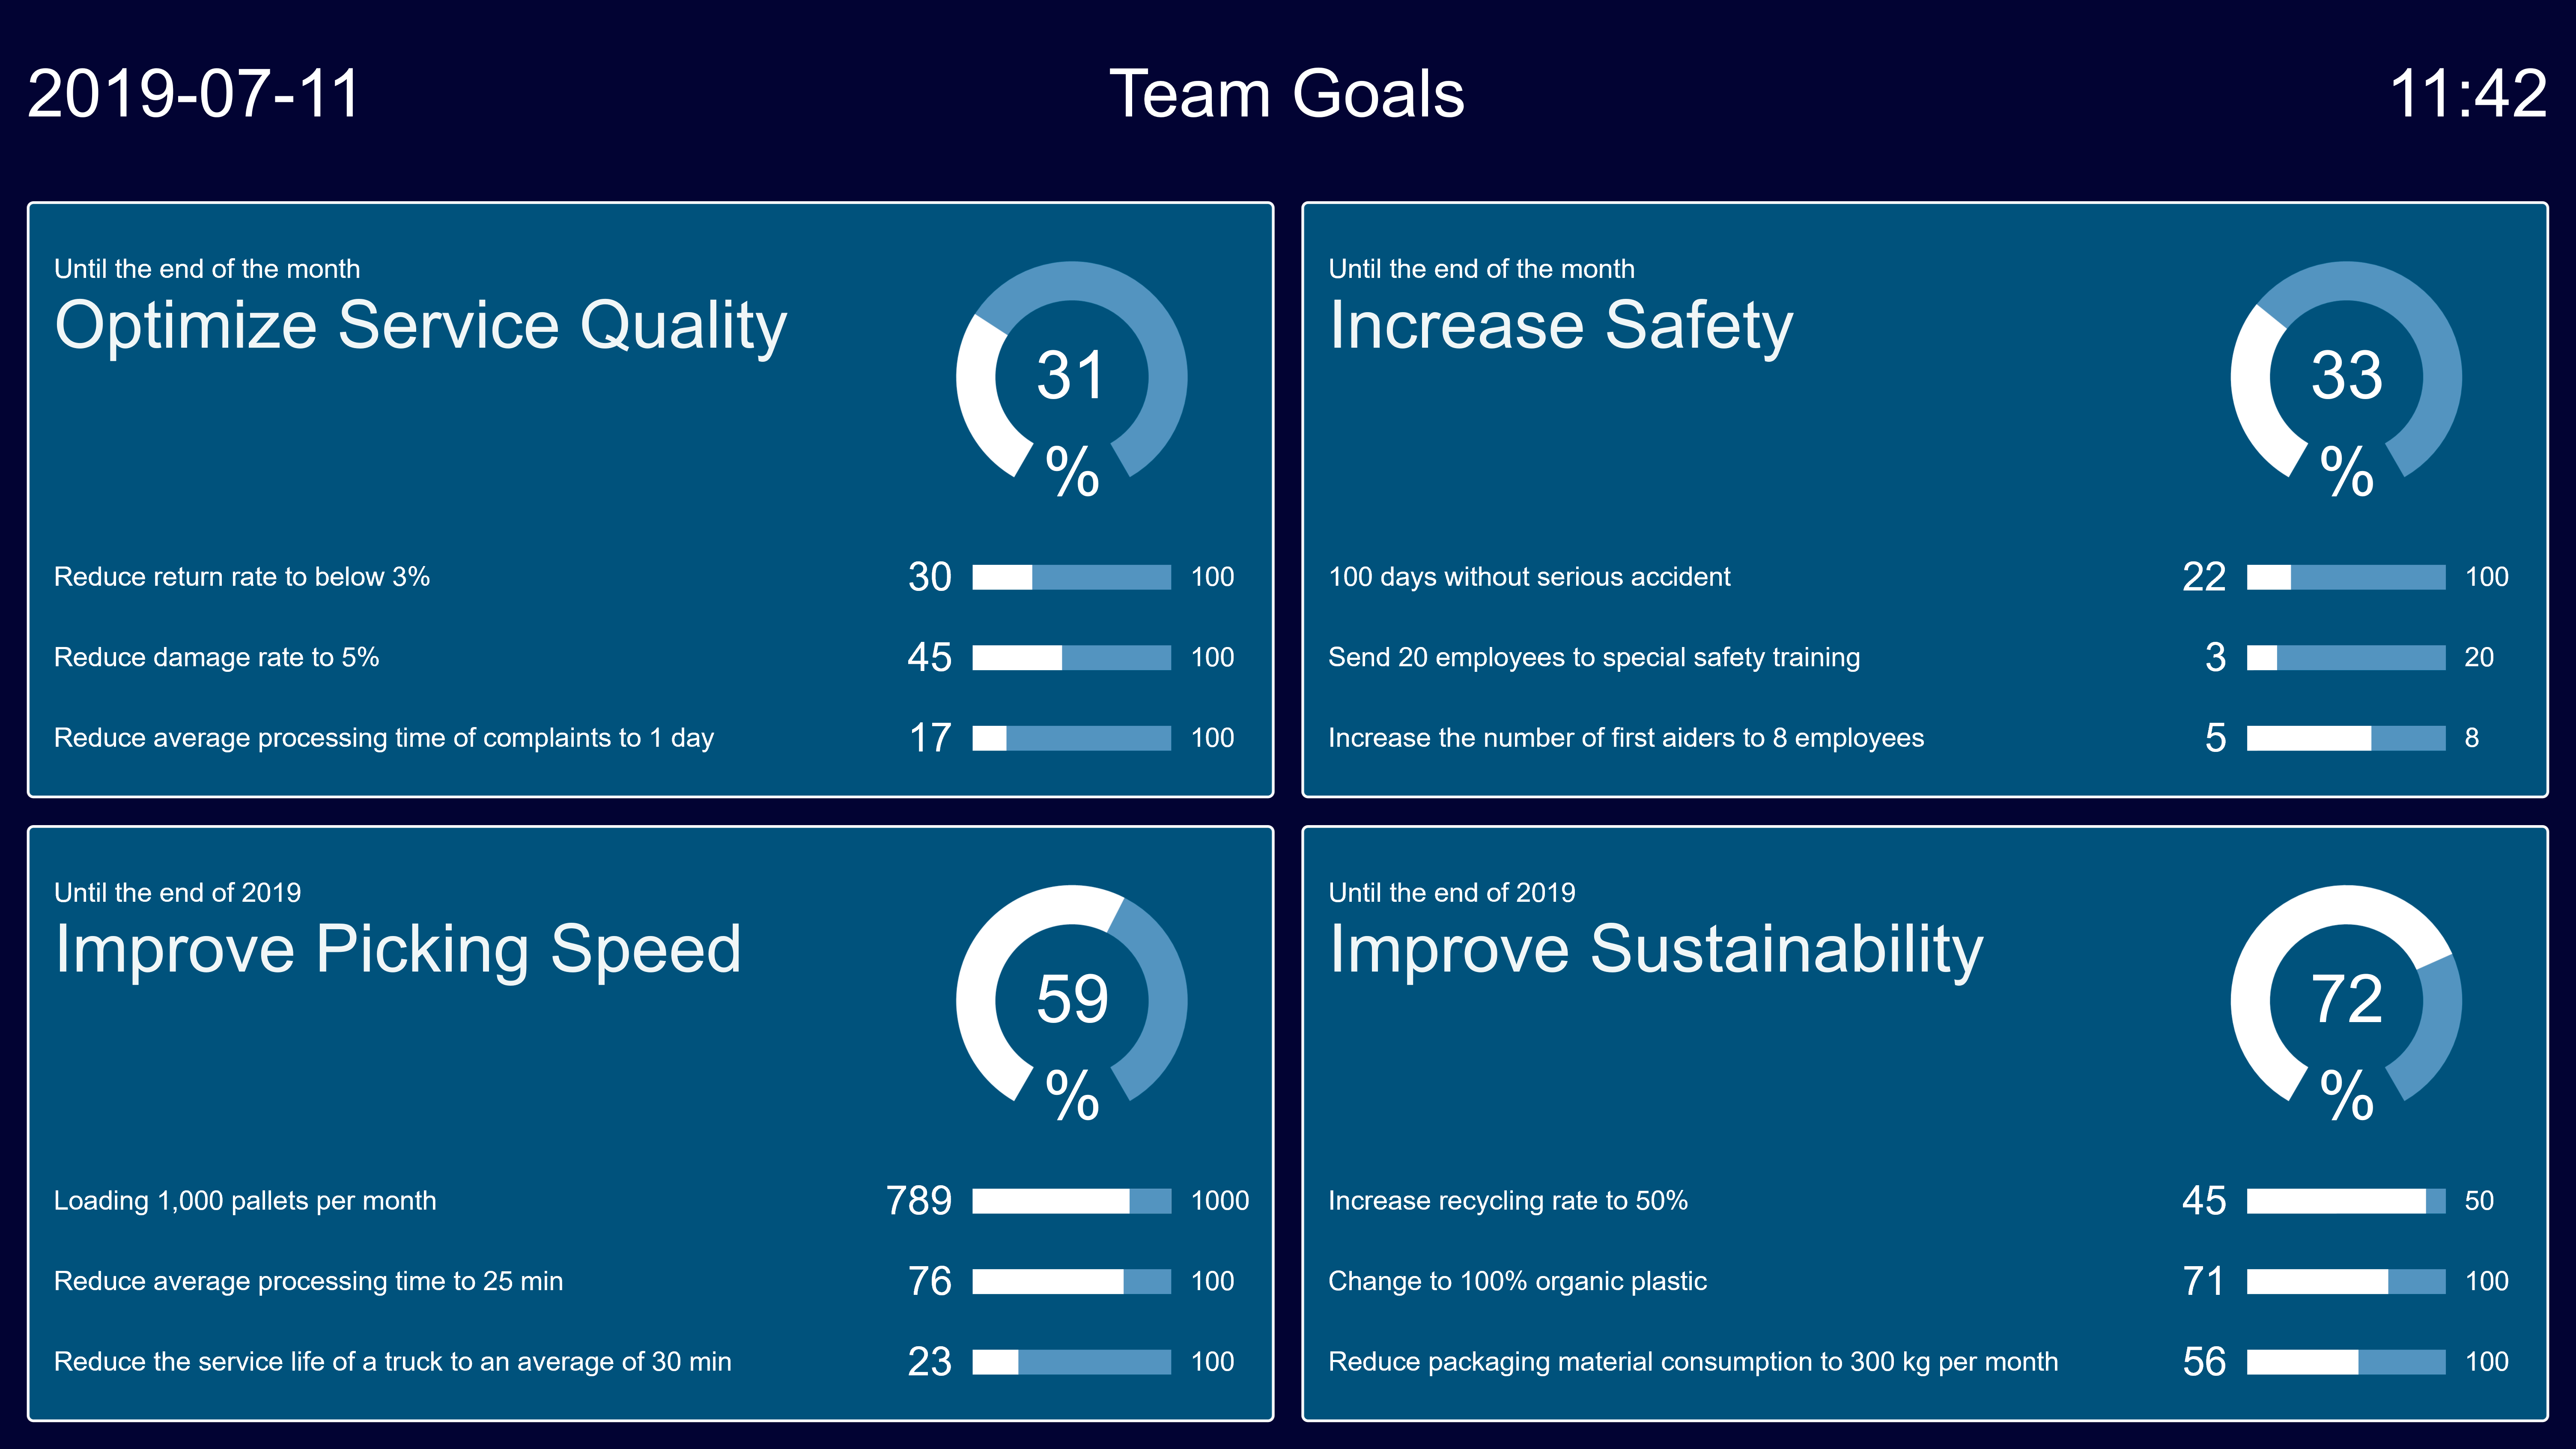 2019-07-11
Team Goals
11:42
Until the end of the month
Optimize Service Quality
31
%
Reduce return rate to below 3%
30
100
Reduce damage rate to 5%
45
100
Reduce average processing time of complaints to 1 day
17
100
Until the end of the month
Increase Safety
33
%
100 days without serious accident
22
100
Send 20 employees to special safety training
3
20
Increase the number of first aiders to 8 employees
5
8
Until the end of 2019
Improve Picking Speed
59
%
Loading 1,000 pallets per month
789
1000
Reduce average processing time to 25 min
76
100
Reduce the service life of a truck to an average of 30 min
23
100
Until the end of 2019
Improve Sustainability
72
%
Increase recycling rate to 50%
45
50
Change to 100% organic plastic
71
100
Reduce packaging material consumption to 300 kg per month
56
100